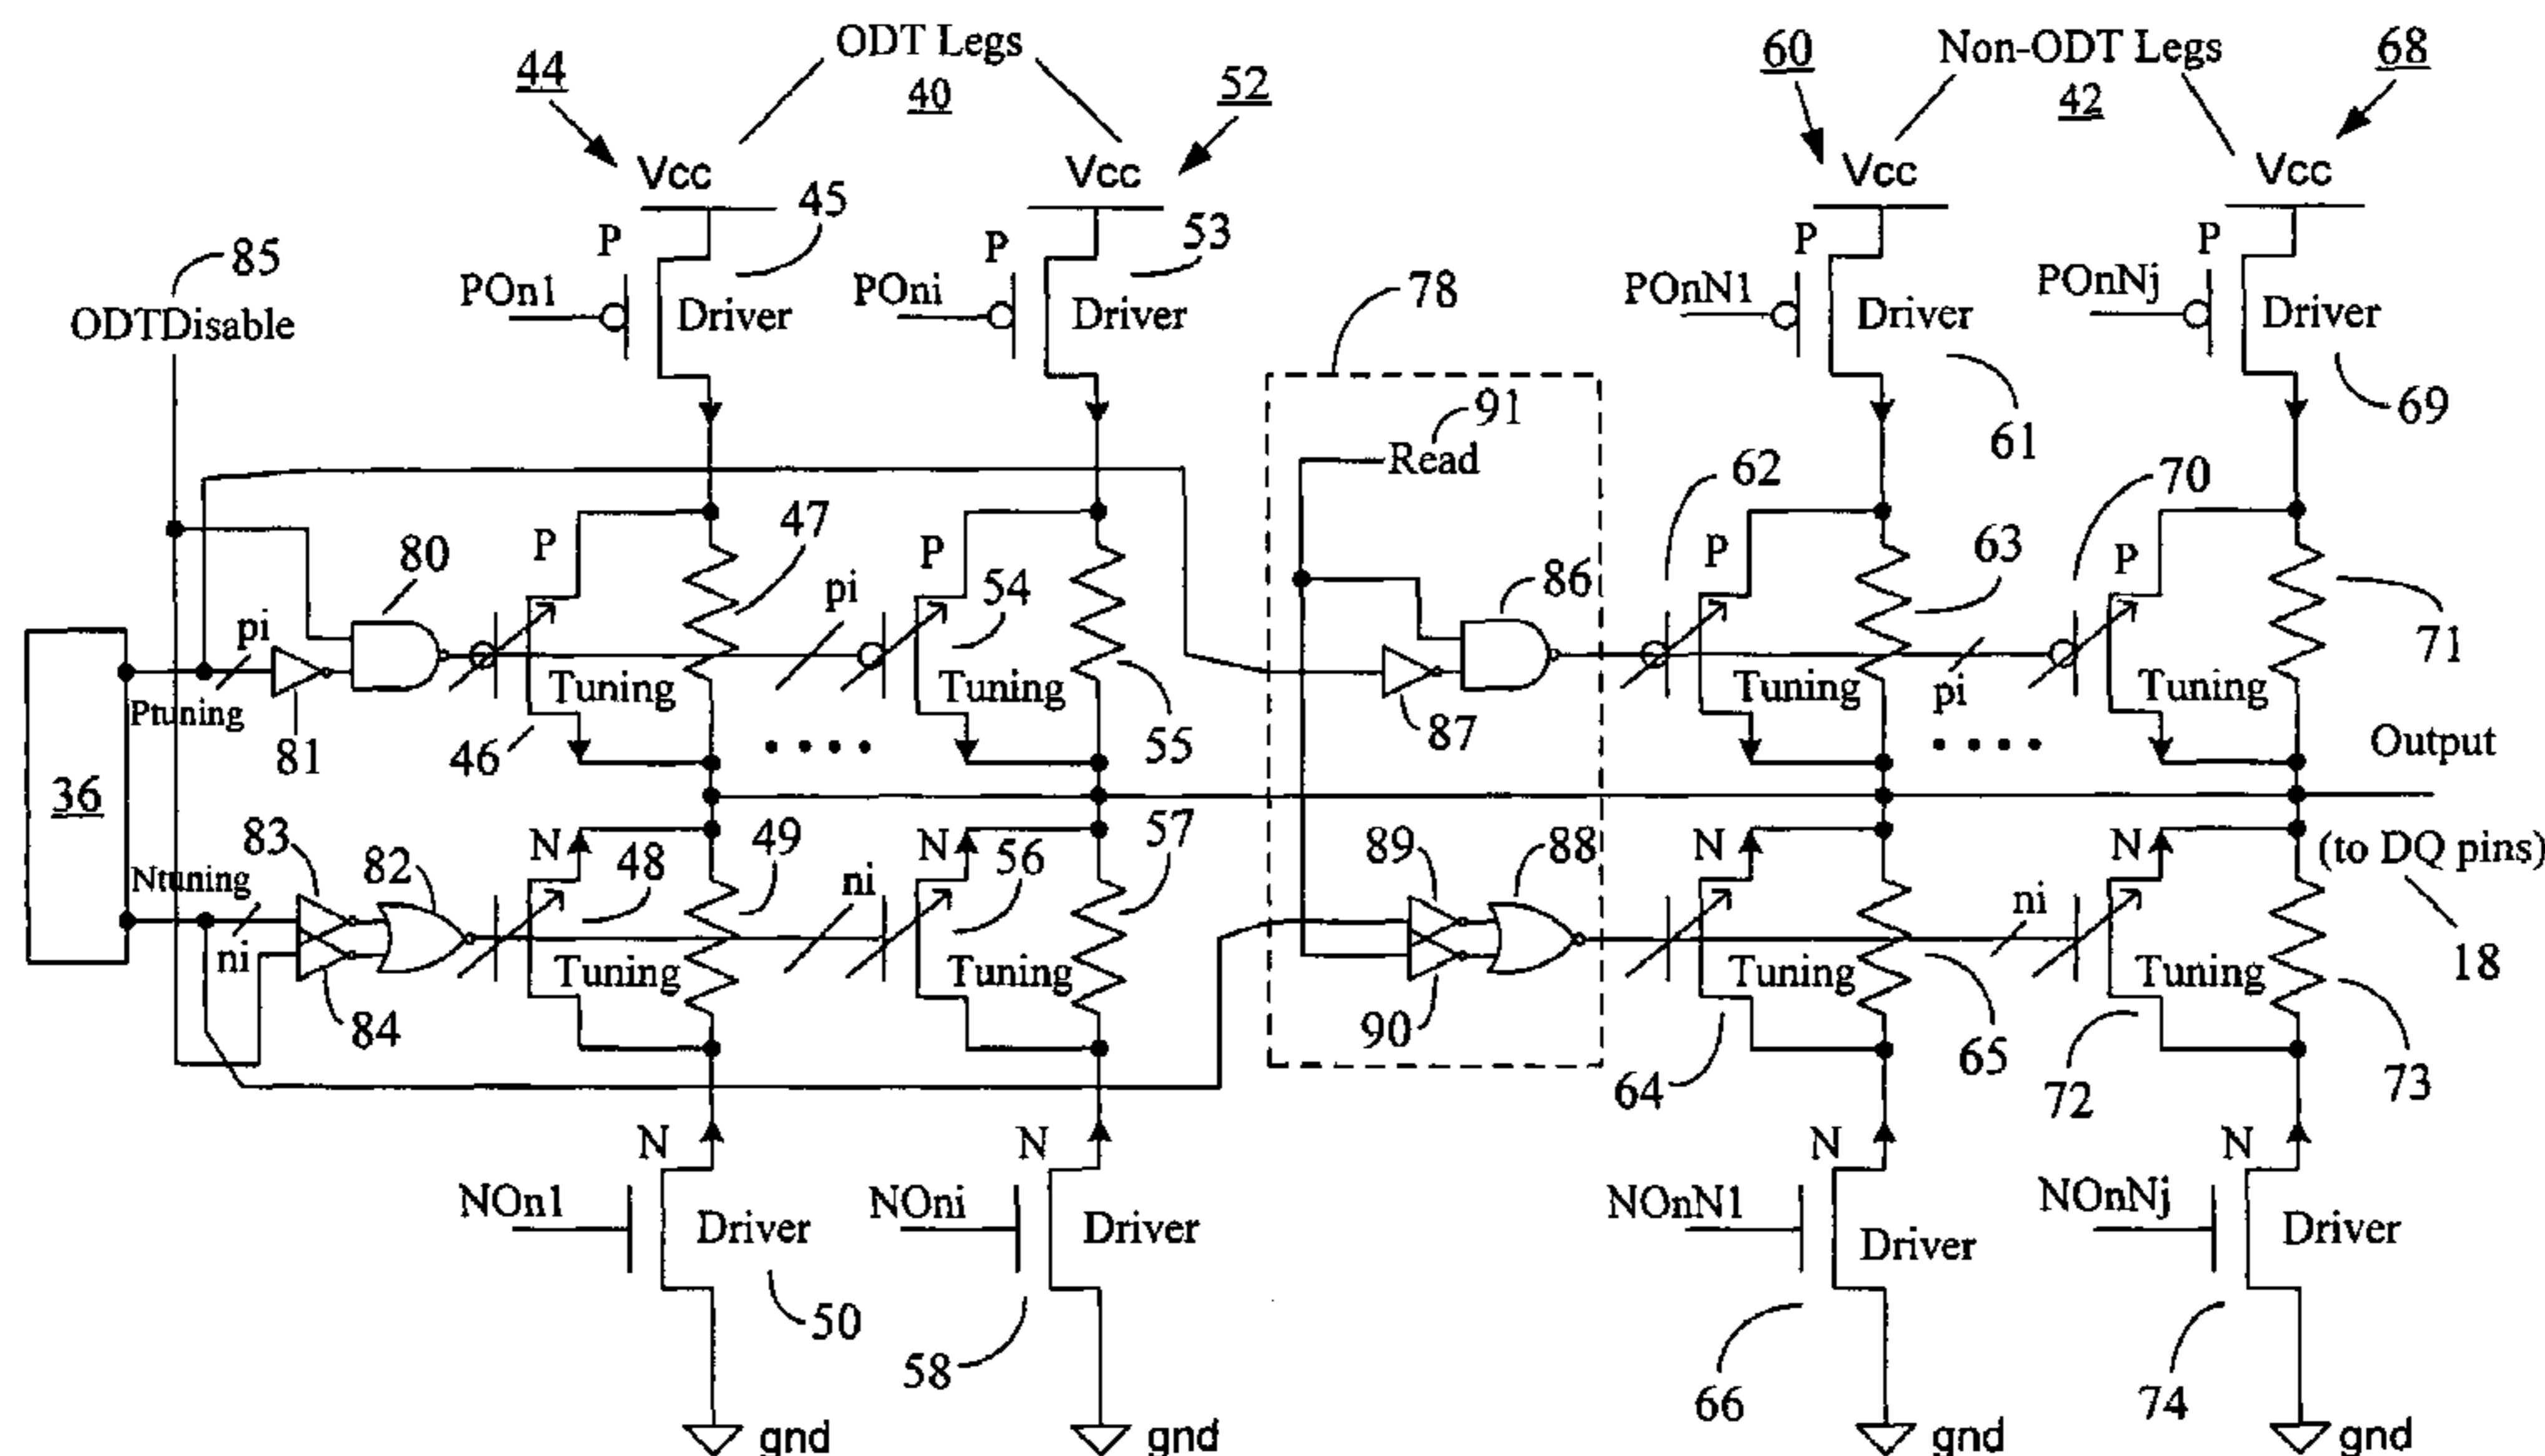 ODT Legs
40
44
52
Non-ODT Legs
42
60
68
Vcc
Vcc
Vcc
Vcc
85
ODTDisable
P
45
POn1
Driver
P
53
POni
Driver
78
P
POnN1
Driver
61
P
POnNj
Driver
69
91
Read
80
P
47
pi
P
54
86
62
P
63
70
P
71
pi
Ptuning
81
Tuning
46
Tuning
55
87
Tuning
pi
Tuning
Output
36
Ntuning
ni
83
84
82
N
48
49
Tuning
ni
N
56
57
Tuning
89
88
90
N
Tuning
64
65
ni
N
Tuning
72
73
(to DQ pins)
18
N
NOn1
Driver
50
N
NOni
Driver
58
N
NOnN1
Driver
66
N
NOnNj
Driver
74
gnd
gnd
gnd
gnd